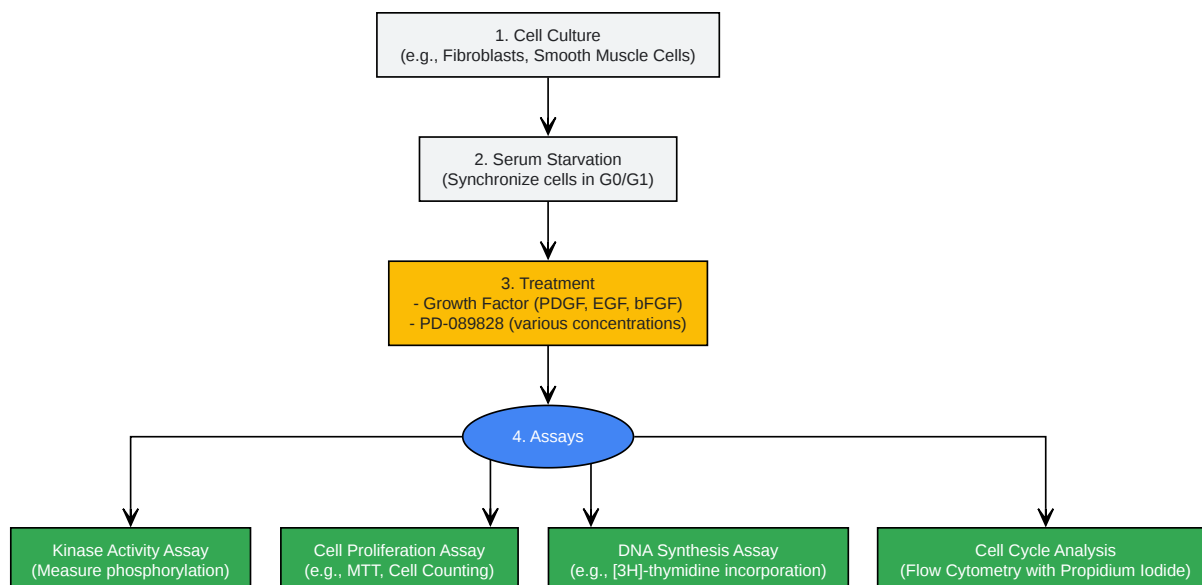 1. Cell Culture
(e.g., Fibroblasts, Smooth Muscle Cells)
2. Serum Starvation
(Synchronize cells in G0/G1)
3. Treatment
- Growth Factor (PDGF, EGF, bFGF)
- PD-089828 (various concentrations)
4. Assays
Kinase Activity Assay
(Measure phosphorylation)
Cell Proliferation Assay
(e.g., MTT, Cell Counting)
DNA Synthesis Assay
(e.g., [3H]-thymidine incorporation)
Cell Cycle Analysis
(Flow Cytometry with Propidium Iodide)